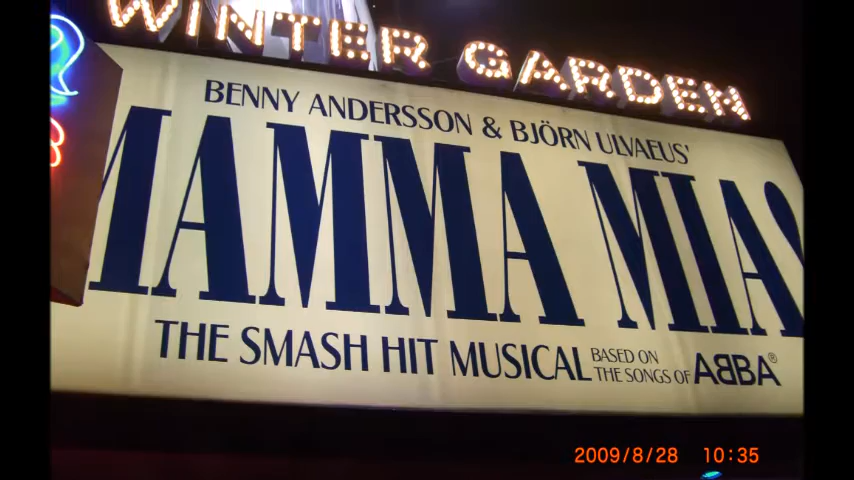 WINTER GARDEN
BENNY ANDERSSON & BJÖRN ULVAEUS'
MAMMA MIA
THE SMASH HIT MUSICAL BASED ON THE SONGS OF ABBA®
2009/8/28 10:35